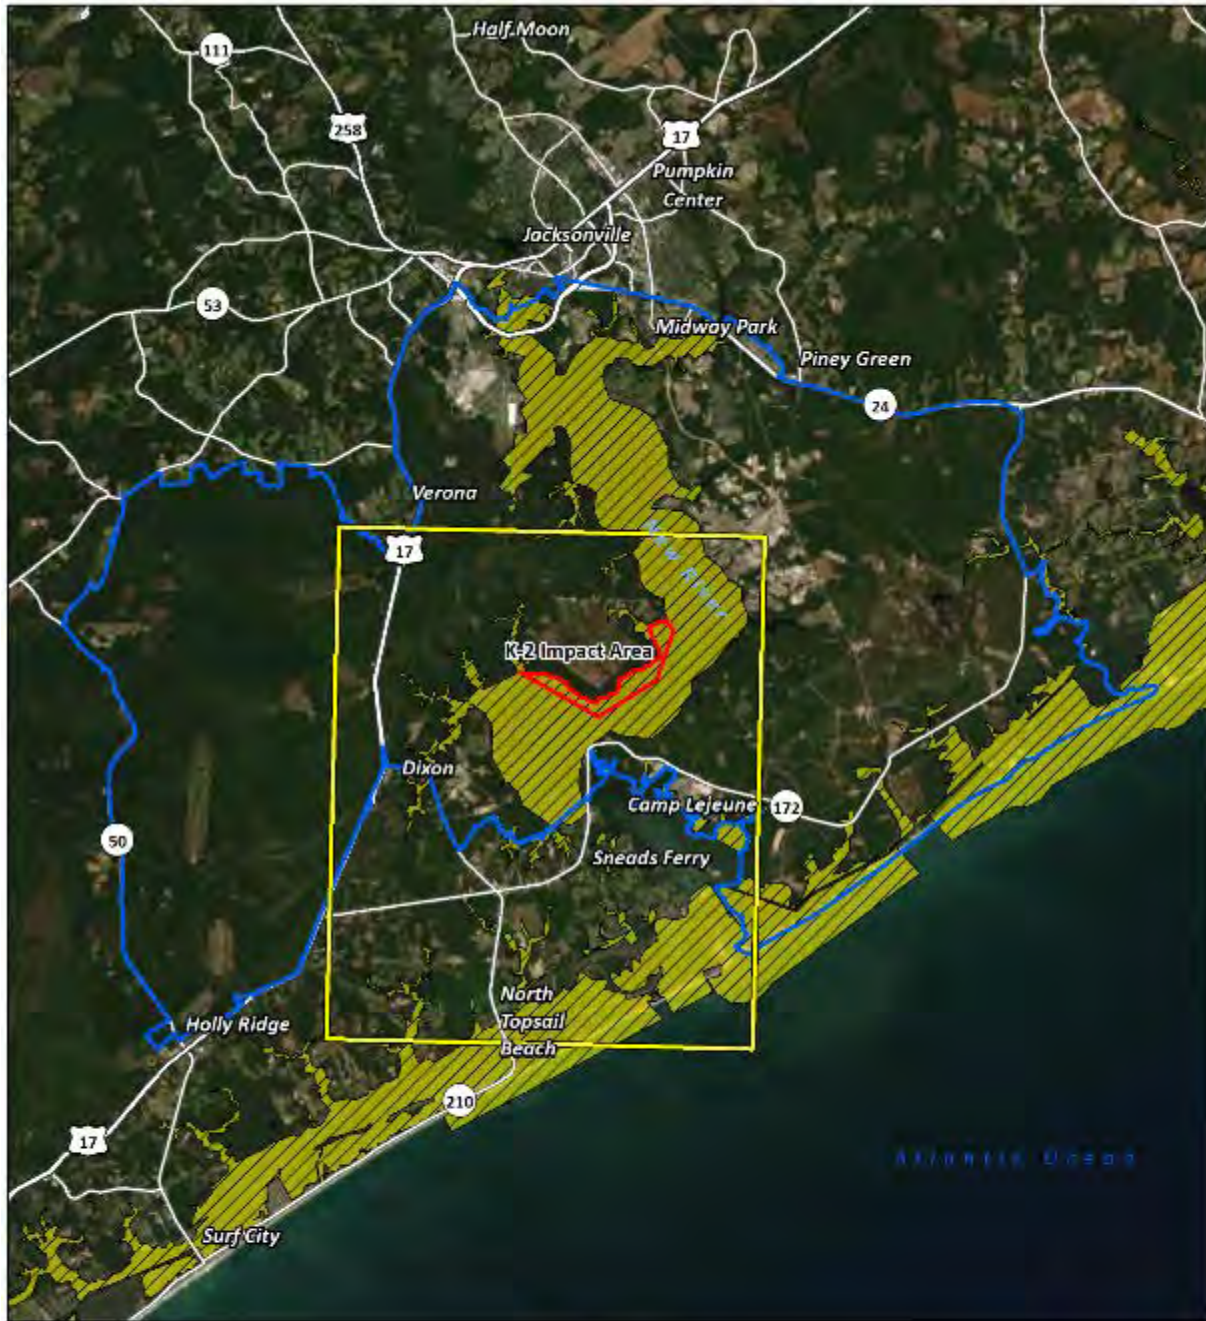 Half Moon
111
258
17
Pumpkin
Center
Jacksonville
53
Midway Park
Piney Green
24
Verona
New River
17
K-2 Impact Area
Dixon
Camp Lejeune
172
50
Sneads Ferry
North
Topsail
Beach
Holly Ridge
210
17
Atlantic Ocean
Surf City